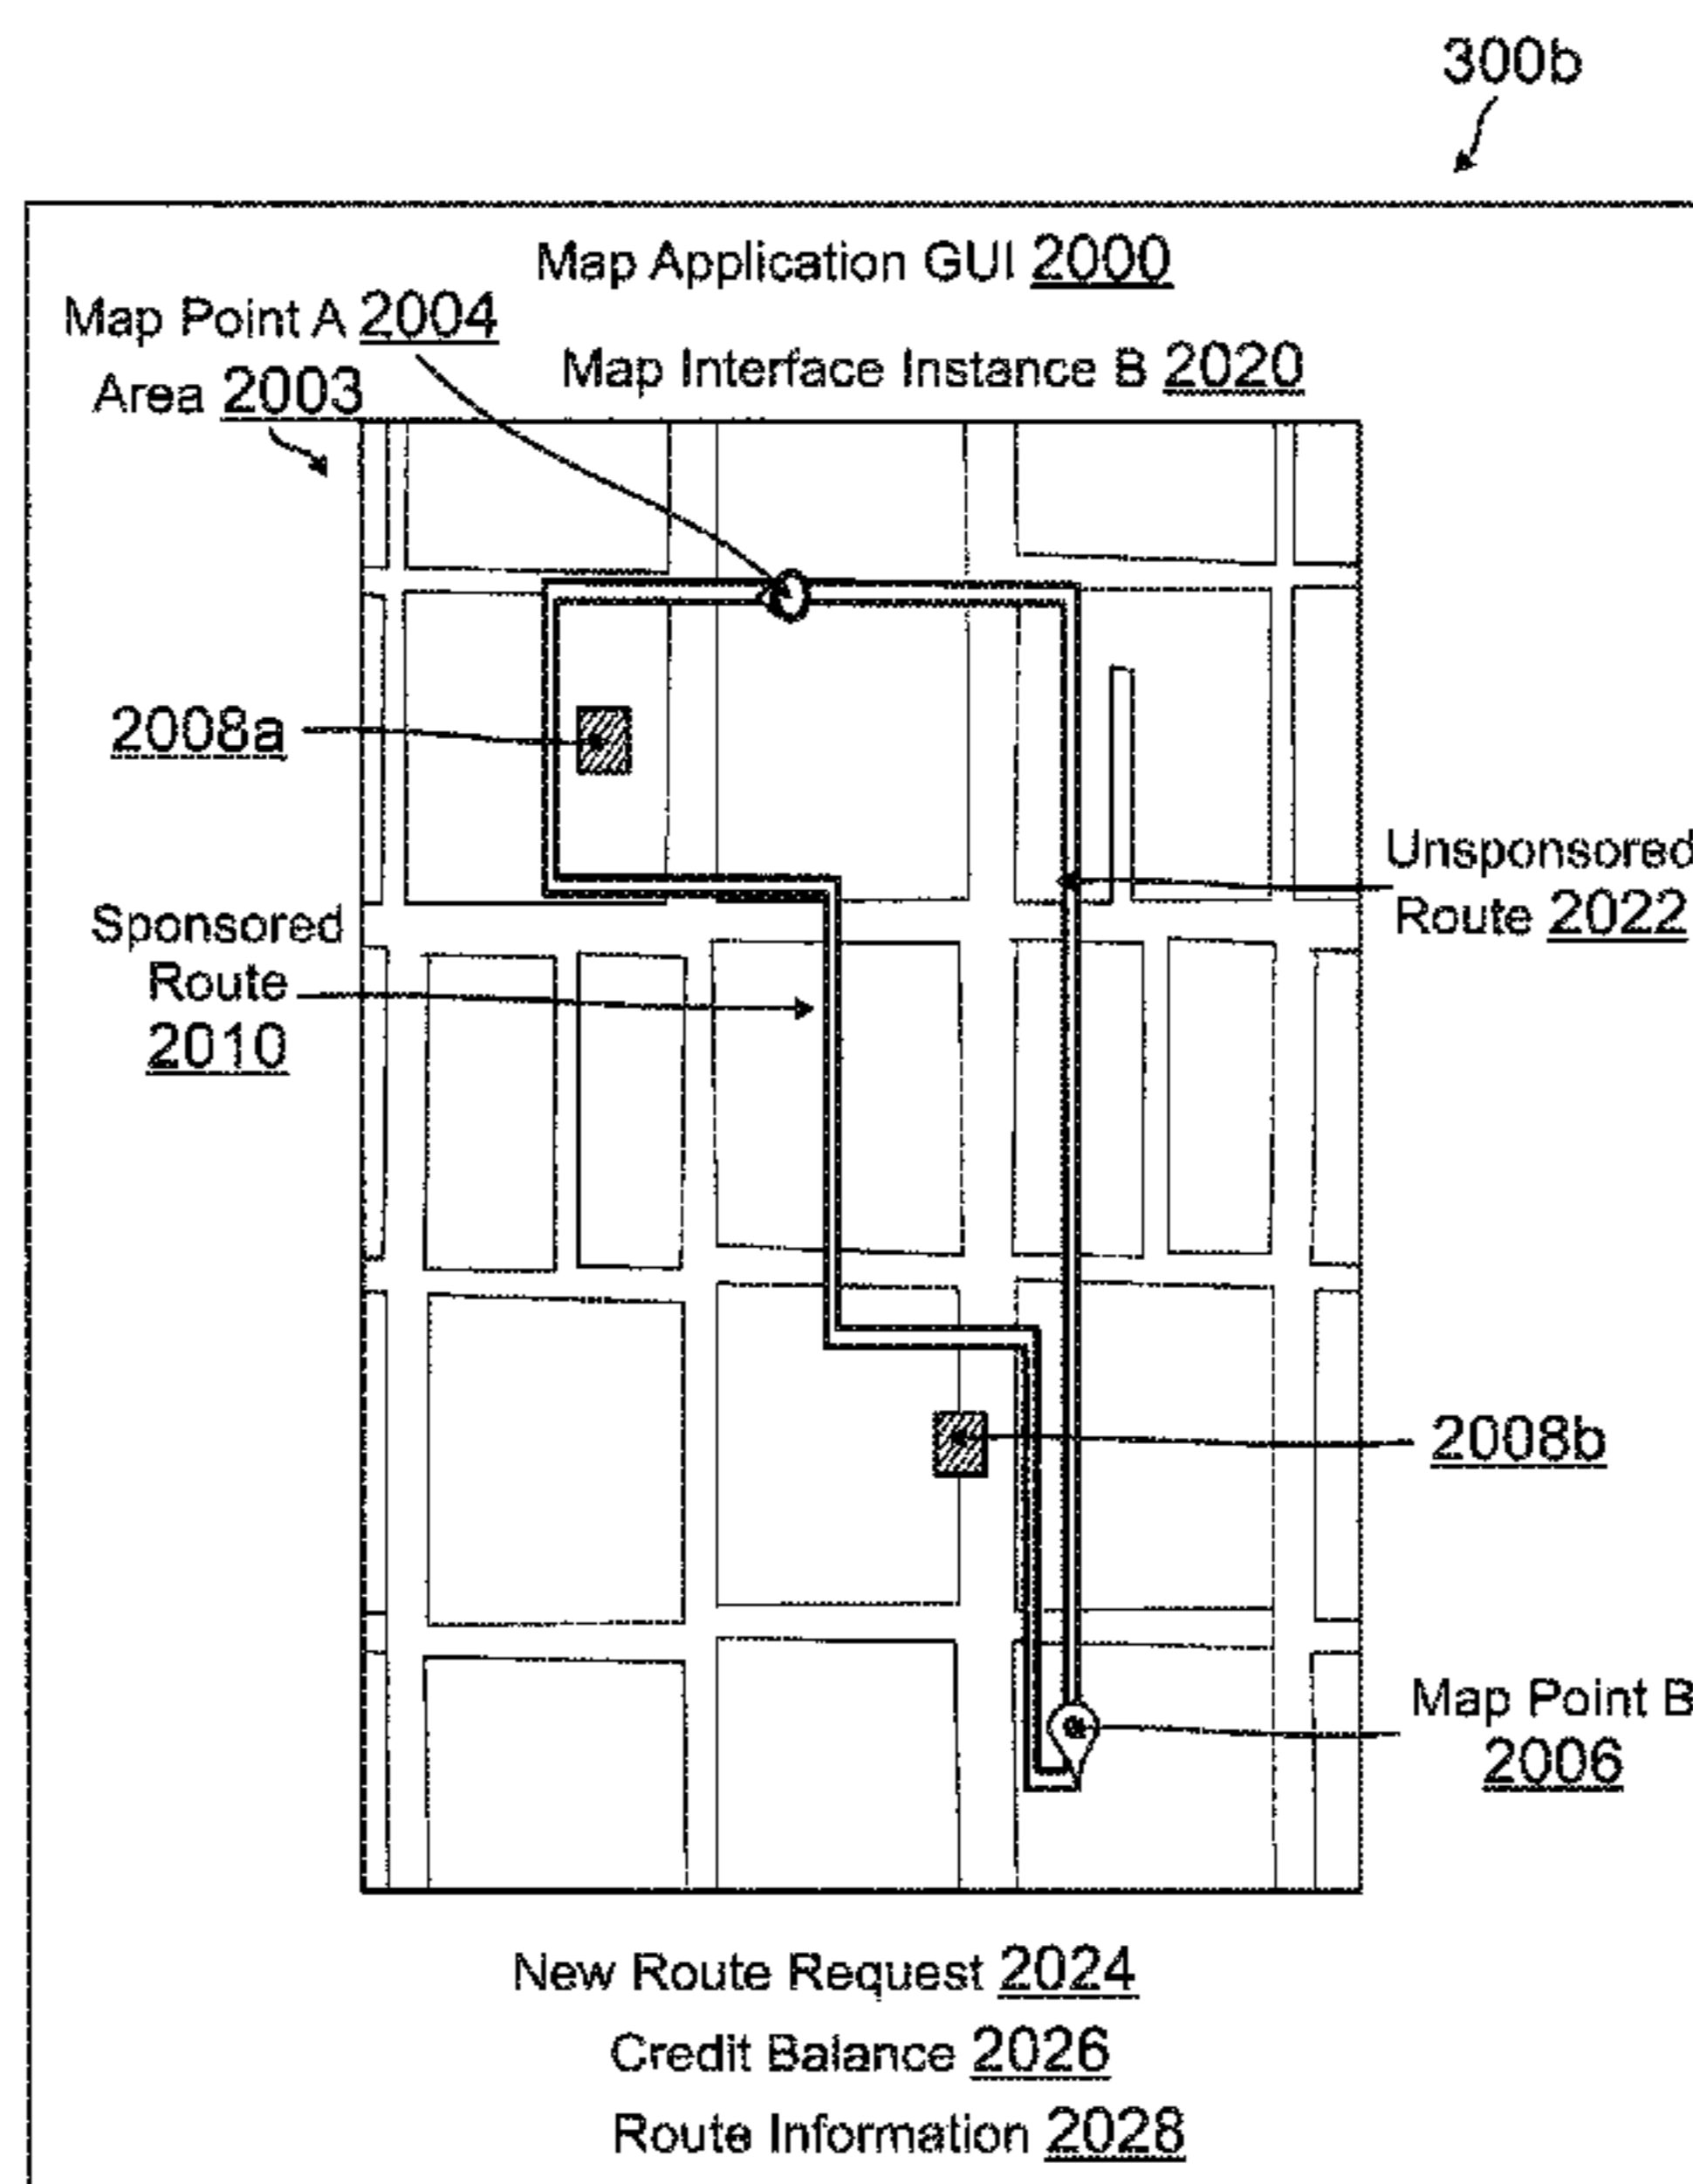 300b
Map Application GUI 2000
Map Point A 2004
Map Interface Instance B 2020
Area 2003
2008a
Unsponsored
Route 2022
Sponsored
Route
2010
2008b
Map Point B
2006
New Route Request 2024
Credit Balance 2026
Route Information 2028